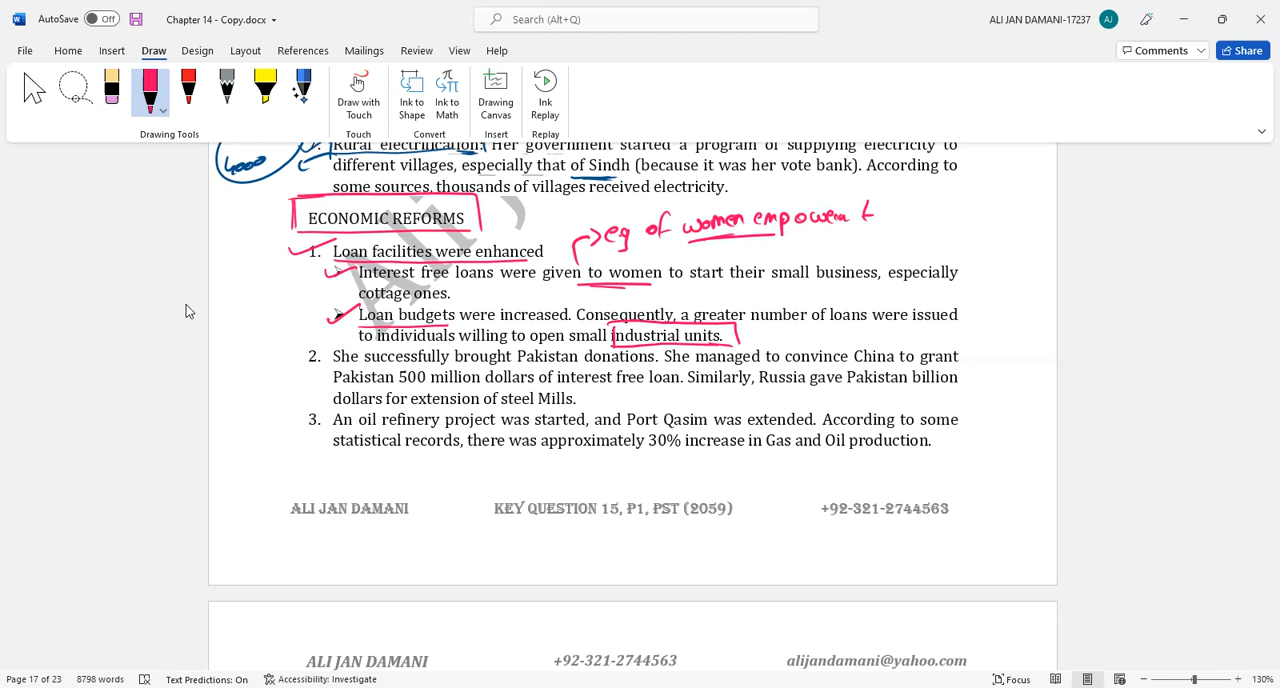 AutoSave Off Chapter 14 - Copy.docx Search (Alt+Q) ALI JAN DAMANI-17237 AJ
File Home Insert Draw Design Layout References Mailings Review View Help Comments Share
Draw with Touch Ink to Shape Ink to Math Drawing Canvas Ink Replay
Drawing Tools Touch Convert Insert Replay
4000 Rural electrification: Her government started a program of supplying electricity to
different villages, especially that of Sindh (because it was her vote bank). According to
some sources, thousands of villages received electricity.
ECONOMIC REFORMS
eg of women empowerment
1. Loan facilities were enhanced
Interest free loans were given to women to start their small business, especially
cottage ones.
Loan budgets were increased. Consequently, a greater number of loans were issued
to individuals willing to open small industrial units.
2. She successfully brought Pakistan donations. She managed to convince China to grant
Pakistan 500 million dollars of interest free loan. Similarly, Russia gave Pakistan billion
dollars for extension of steel Mills.
3. An oil refinery project was started, and Port Qasim was extended. According to some
statistical records, there was approximately 30% increase in Gas and Oil production.
Ali J
ALI JAN DAMANI KEY QUESTION 15, P1, PST (2059) +92-321-2744563
ALI JAN DAMANI +92-321-2744563 alijandamani@yahoo.com
Page 17 of 23 8798 words Text Predictions: On Accessibility: Investigate Focus 130%